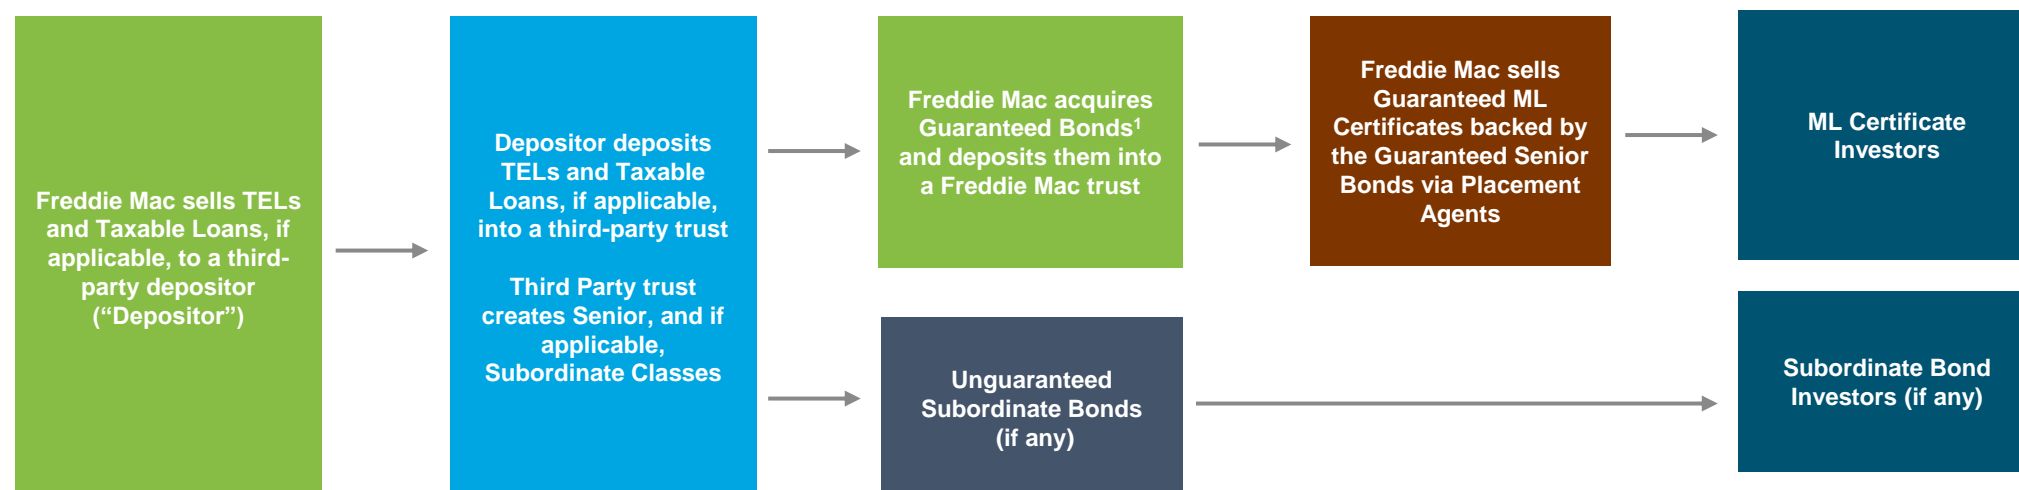 Freddie Mac sells TELs
and Taxable Loans, if
applicable, to a third-
party depositor
(“Depositor”)
Depositor deposits
TELs and Taxable
Loans, if applicable,
into a third-party trust
Third Party trust
creates Senior, and if
applicable,
Subordinate Classes
Freddie Mac acquires
Guaranteed Bonds¹
and deposits them into
a Freddie Mac trust
Unguaranteed
Subordinate Bonds
(if any)
Freddie Mac sells
Guaranteed ML
Certificates backed by
the Guaranteed Senior
Bonds via Placement
Agents
ML Certificate
Investors
Subordinate Bond
Investors (if any)